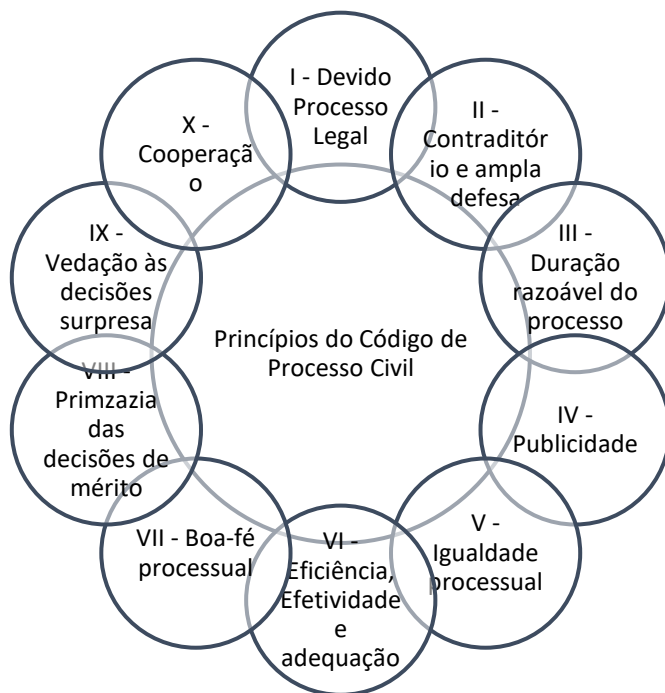 I - Devido
Processo
Legal
II -
Contraditór
io e ampla
defesa
III -
Duração
razoável do
processo
IV -
Publicidade
V -
Igualdade
processual
VI -
Eficiência,
Efetividade
e
adequação
VII - Boa-fé
processual
VIII -
Primzazia
das
decisões de
mérito
IX -
Vedação às
decisões
surpresa
X -
Cooperaçã
o
Princípios do Código de
Processo Civil